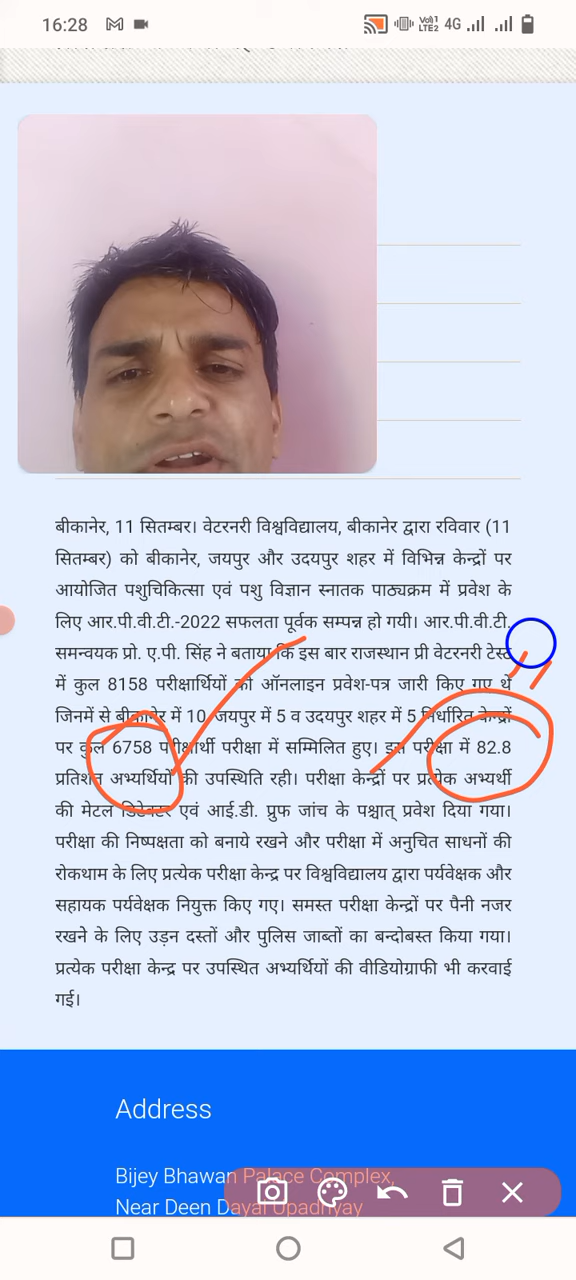 16:28 M Vo)) 1 LTE2 4G
बीकानेर, 11 सितम्बर। वेटरनरी विश्वविद्यालय, बीकानेर द्वारा रविवार (11
सितम्बर) को बीकानेर, जयपुर और उदयपुर शहर में विभिन्न केन्द्रों पर
आयोजित पशुचिकित्सा एवं पशु विज्ञान स्नातक पाठ्यक्रम में प्रवेश के
लिए आर.पी.वी.टी.-2022 सफलता पूर्वक सम्पन्न हो गयी। आर.पी.वी.टी.
समन्वयक प्रो. ए.पी. सिंह ने बताया कि इस बार राजस्थान प्री वेटरनरी टेस्ट
में कुल 8158 परीक्षार्थियों को ऑनलाइन प्रवेश-पत्र जारी किए गए थे
जिनमें से बीकानेर में 10, जयपुर में 5 व उदयपुर शहर में 5 निर्धारित केन्द्रों
पर कुल 6758 परीक्षार्थी परीक्षा में सम्मिलित हुए। इस परीक्षा में 82.8
प्रतिशत अभ्यर्थियों की उपस्थिति रही। परीक्षा केन्द्रों पर प्रत्येक अभ्यर्थी
की मेटल डिटेक्टर एवं आई.डी. प्रुफ जांच के पश्चात् प्रवेश दिया गया।
परीक्षा की निष्पक्षता को बनाये रखने और परीक्षा में अनुचित साधनों की
रोकथाम के लिए प्रत्येक परीक्षा केन्द्र पर विश्वविद्यालय द्वारा पर्यवेक्षक और
सहायक पर्यवेक्षक नियुक्त किए गए। समस्त परीक्षा केन्द्रों पर पैनी नजर
रखने के लिए उड़न दस्तों और पुलिस जाब्तों का बन्दोबस्त किया गया।
प्रत्येक परीक्षा केन्द्र पर उपस्थित अभ्यर्थियों की वीडियोग्राफी भी करवाई
गई।
Address
Bijey Bhawan Palace Complex,
Near Deen Dayal Upadhyay